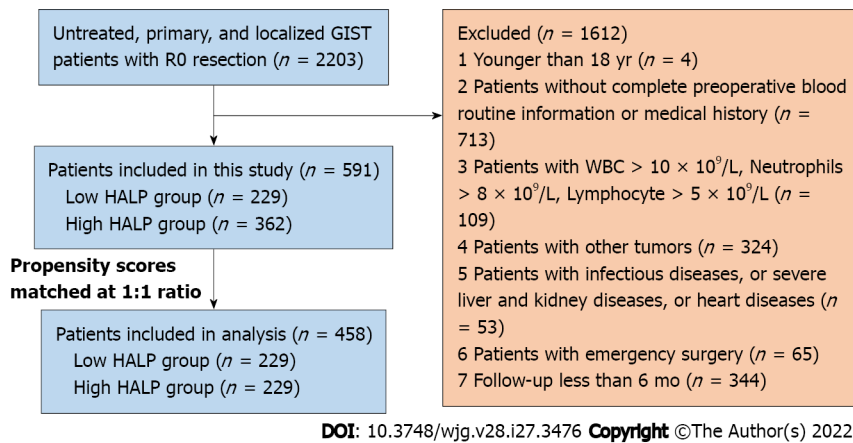 Untreated, primary, and localized GIST
patients with R0 resection (n = 2203)
Patients included in this study (n = 591)
Low HALP group (n = 229)
High HALP group (n = 362)
Propensity scores
matched at 1:1 ratio
Patients included in analysis (n = 458)
Low HALP group (n = 229)
High HALP group (n = 229)
Excluded (n = 1612)
1 Younger than 18 yr (n = 4)
2 Patients without complete preoperative blood
routine information or medical history (n =
713)
3 Patients with WBC > 10 × 10⁹/L, Neutrophils
> 8 × 10⁹/L, Lymphocyte > 5 × 10⁹/L (n =
109)
4 Patients with other tumors (n = 324)
5 Patients with infectious diseases, or severe
liver and kidney diseases, or heart diseases (n
= 53)
6 Patients with emergency surgery (n = 65)
7 Follow-up less than 6 mo (n = 344)
DOI: 10.3748/wjg.v28.i27.3476 Copyright ©The Author(s) 2022